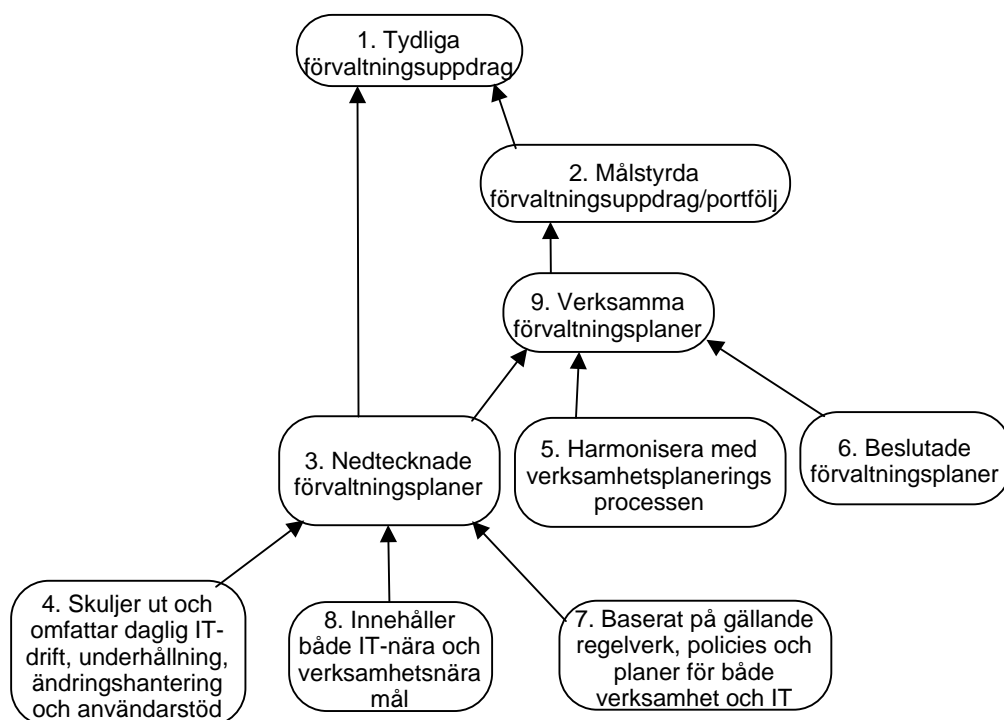 1. Tydliga
förvaltningsuppdrag
2. Målstyrda
förvaltningsuppdrag/portfölj
9. Verksamma
förvaltningsplaner
3. Nedtecknade
förvaltningsplaner
5. Harmonisera med
verksamhetsplanerings
processen
6. Beslutade
förvaltningsplaner
4. Skuljer ut och
omfattar daglig IT-
drift, underhållning,
ändringshantering
och användarstöd
8. Innehåller
både IT-nära och
verksamhetsnära
mål
7. Baserat på gällande
regelverk, policies och
planer för både
verksamhet och IT